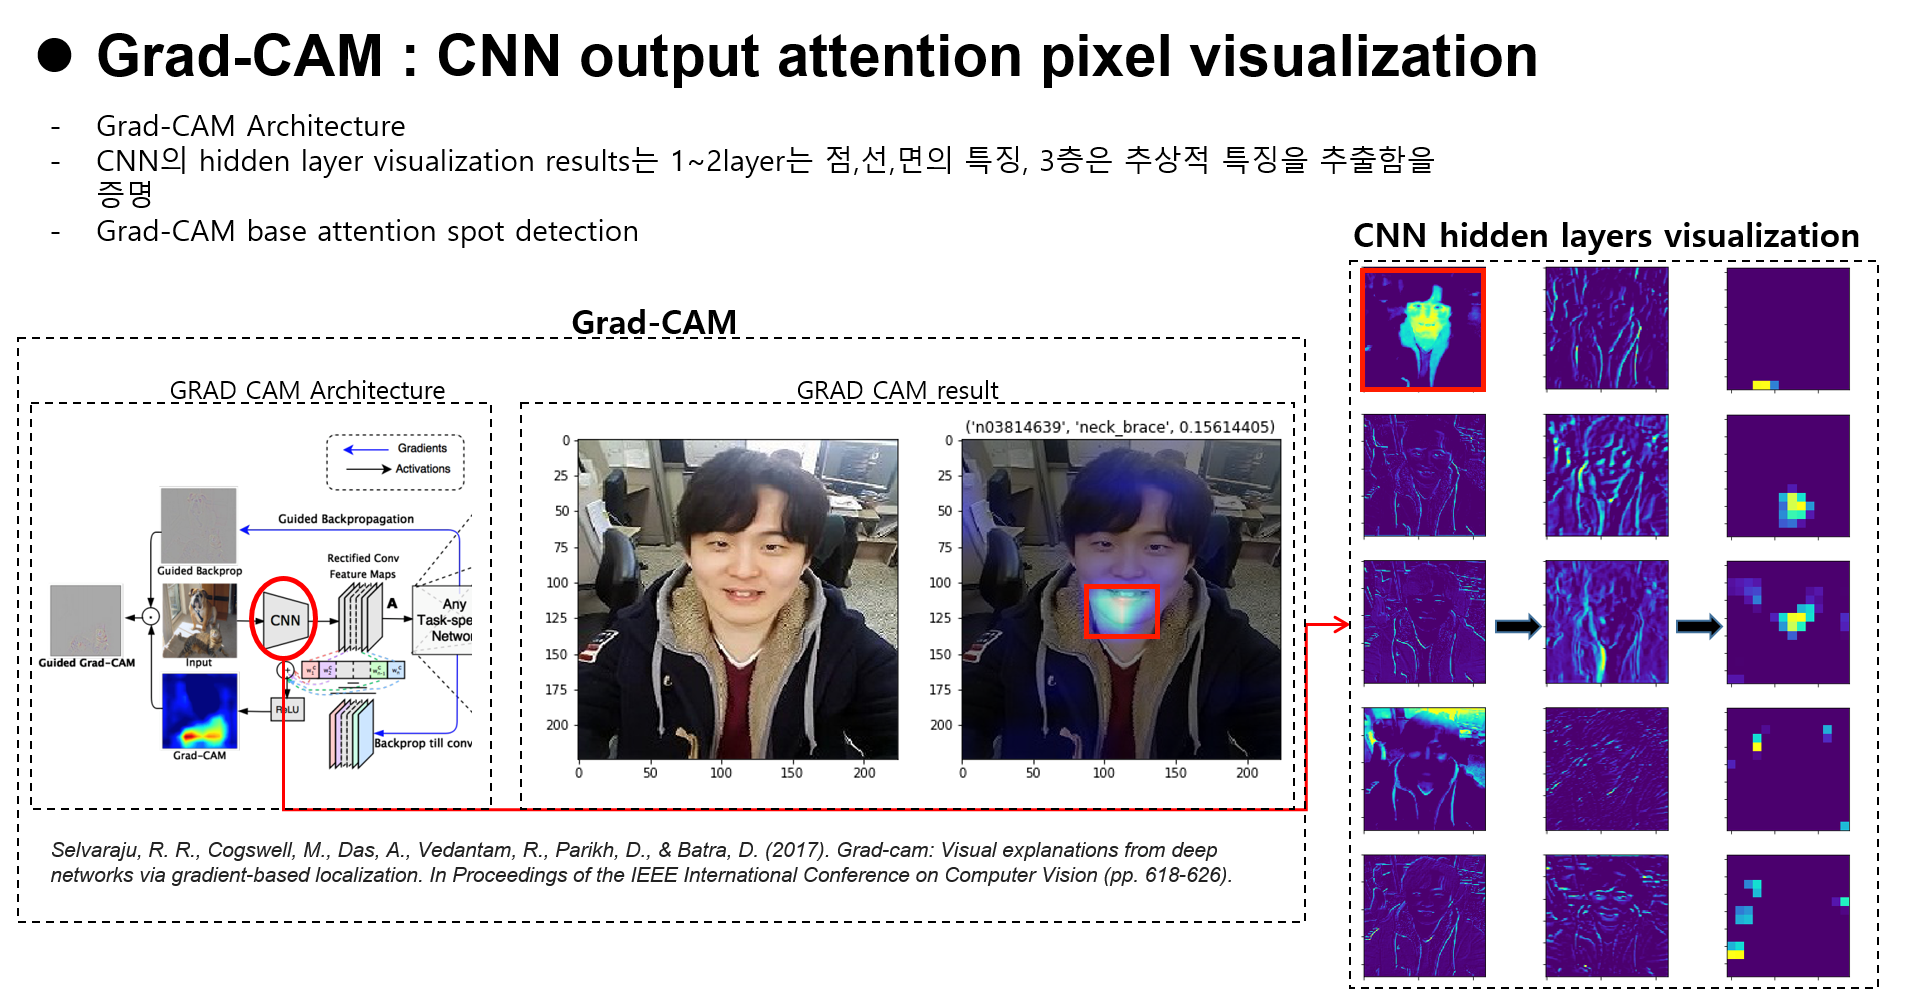 ● Grad-CAM : CNN output attention pixel visualization
- Grad-CAM Architecture
- CNN의 hidden layer visualization results는 1~2layer는 점,선,면의 특징, 3층은 추상적 특징을 추출함을
증명
- Grad-CAM base attention spot detection
CNN hidden layers visualization
Grad-CAM
GRAD CAM Architecture
Gradients
Activations
Guided Backpropagation
Guided Backprop
Rectified Conv
Feature Maps
A
CNN
Any
Task-spe
Networ
Guided Grad-CAM
Input
ReLU
Grad-CAM
Backprop till conv
GRAD CAM result
('n03814639', 'neck_brace', 0.15614405)
0
25
50
75
100
125
150
175
200
0 50 100 150 200
0
25
50
75
100
125
150
175
200
0 50 100 150 200
Selvaraju, R. R., Cogswell, M., Das, A., Vedantam, R., Parikh, D., & Batra, D. (2017). Grad-cam: Visual explanations from deep
networks via gradient-based localization. In Proceedings of the IEEE International Conference on Computer Vision (pp. 618-626).